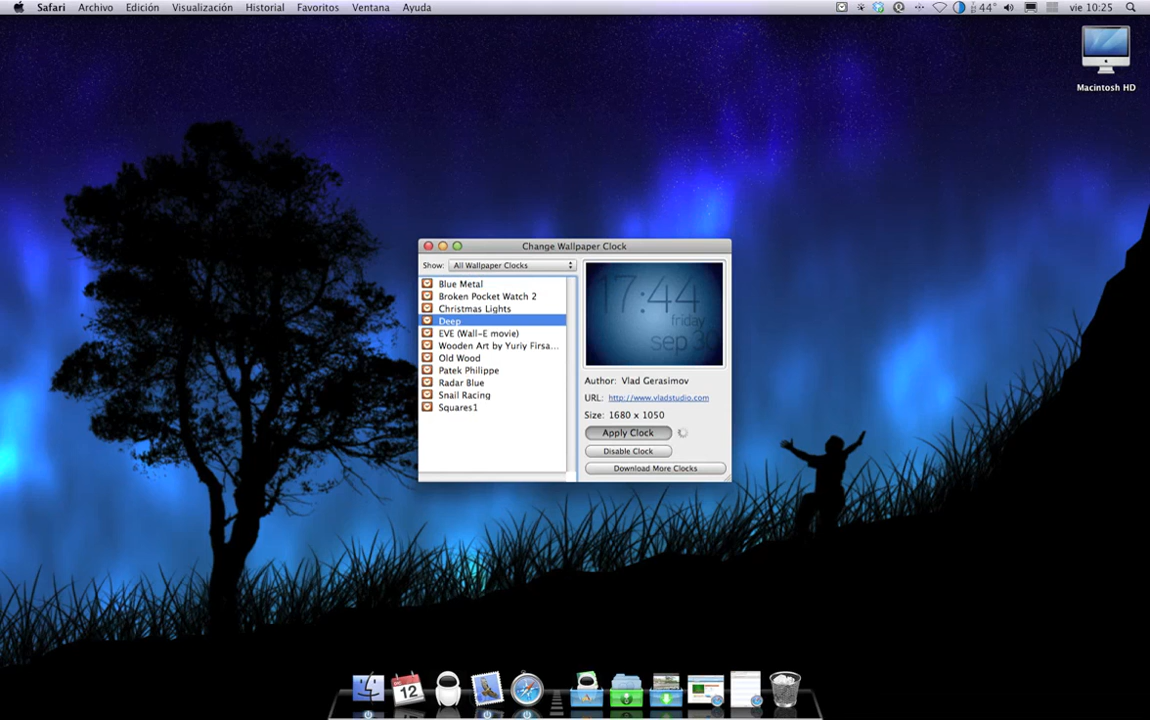 Safari Archivo Edición Visualización Historial Favoritos Ventana Ayuda
44° vie 10:25
Macintosh HD
Change Wallpaper Clock
Show: All Wallpaper Clocks
Blue Metal
Broken Pocket Watch 2
Christmas Lights
Deep
EVE (Wall-E movie)
Wooden Art by Yuriy Firsa...
Old Wood
Patek Philippe
Radar Blue
Snail Racing
Squares1
17:44
friday
sep 30
Author: Vlad Gerasimov
URL: http://www.vladstudio.com
Size: 1680 x 1050
Apply Clock
Disable Clock
Download More Clocks
12